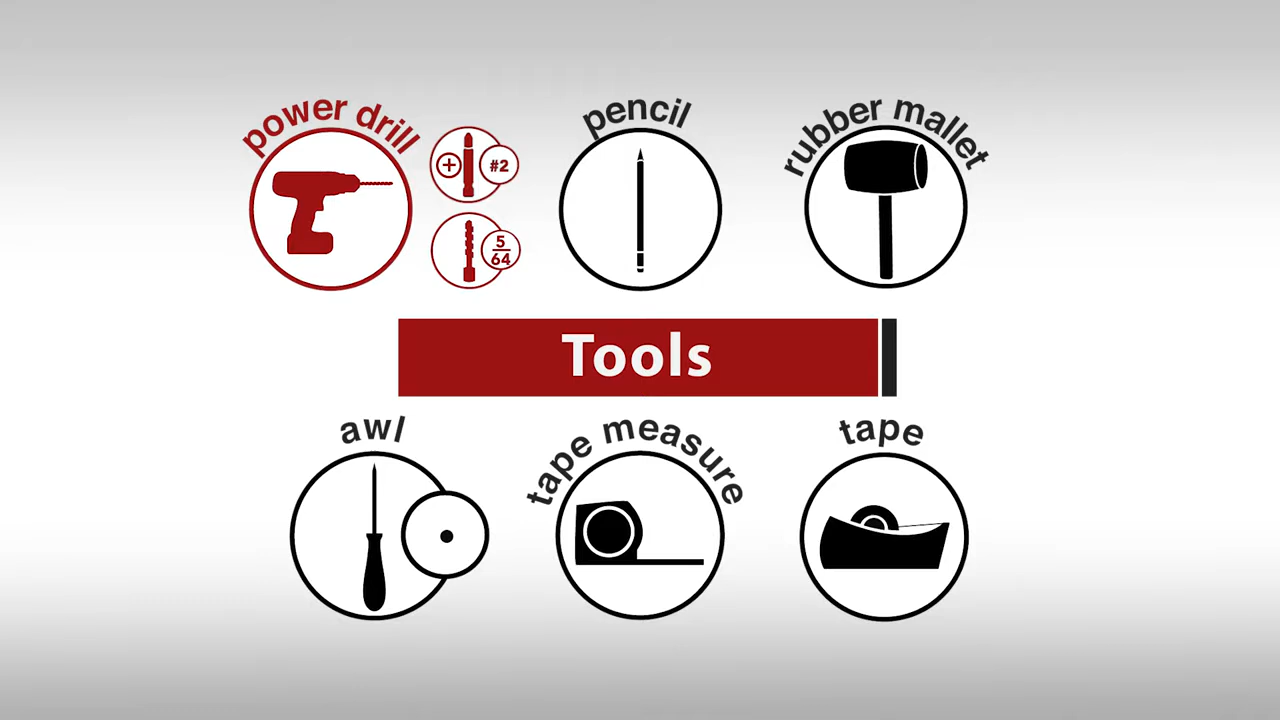 power drill
#2
5
64
pencil
rubber mallet
Tools
awl
tape measure
tape